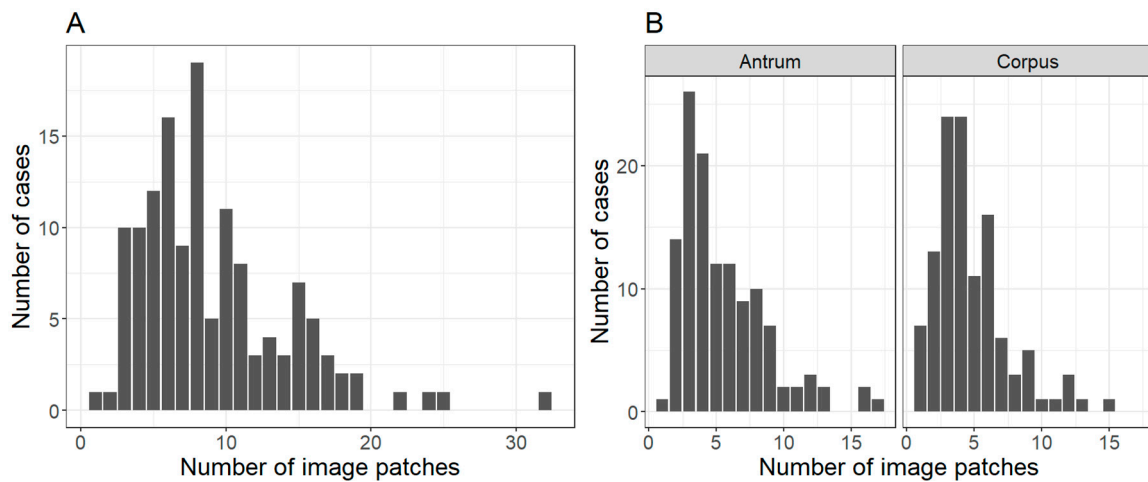 A
Number of cases
15
10
5
0
0 10 20 30
Number of image patches
B
Antrum Corpus
Number of cases
20
10
0
0 5 10 15 0 5 10 15
Number of image patches